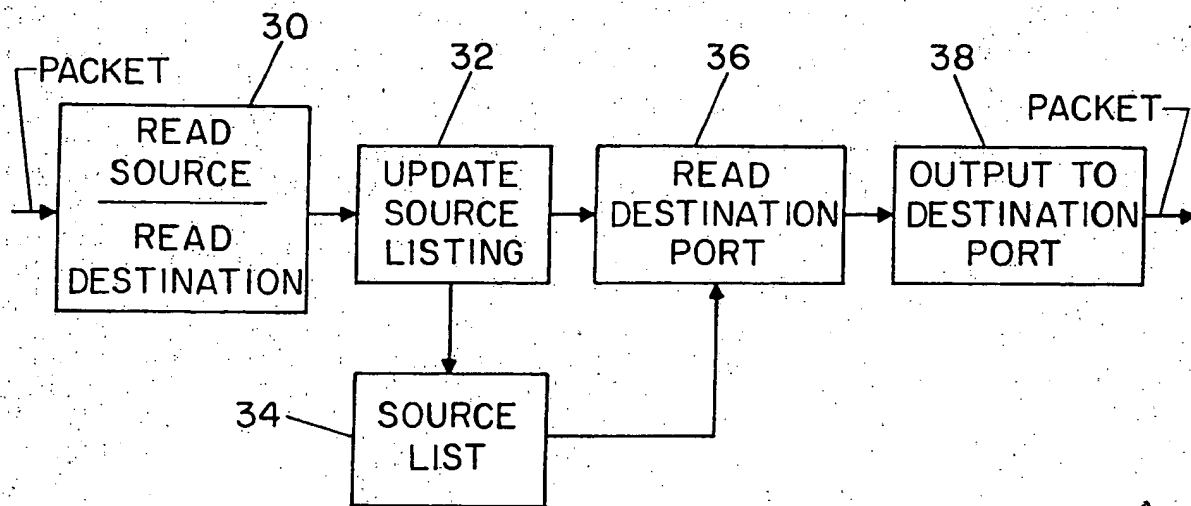 30
32
36
38
PACKET
PACKET
READ
SOURCE
READ
DESTINATION
UPDATE
SOURCE
LISTING
READ
DESTINATION
PORT
OUTPUT TO
DESTINATION
PORT
34
SOURCE
LIST